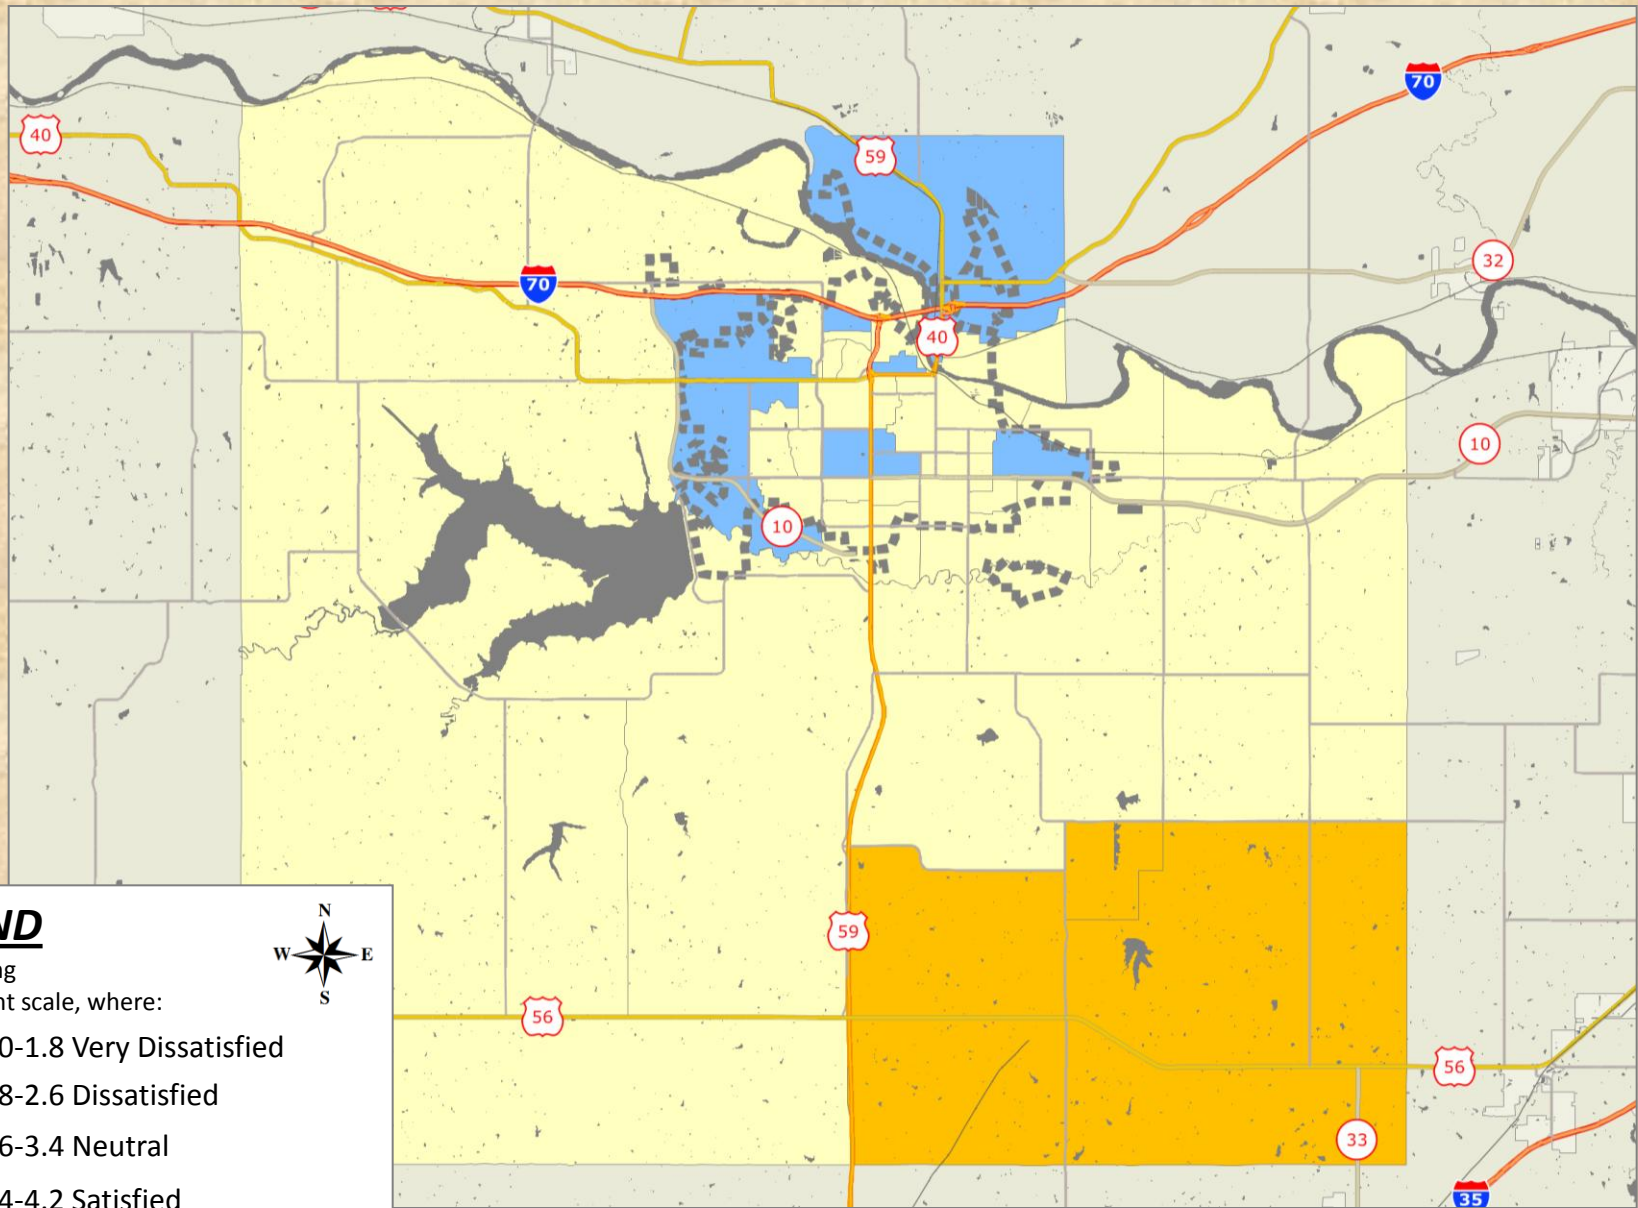 70
40
59
32
70
40
10
10
ND
N
W E
S
59
ng
nt scale, where:
56
0-1.8 Very Dissatisfied
8-2.6 Dissatisfied
56
6-3.4 Neutral
33
4-4.2 Satisfied
35